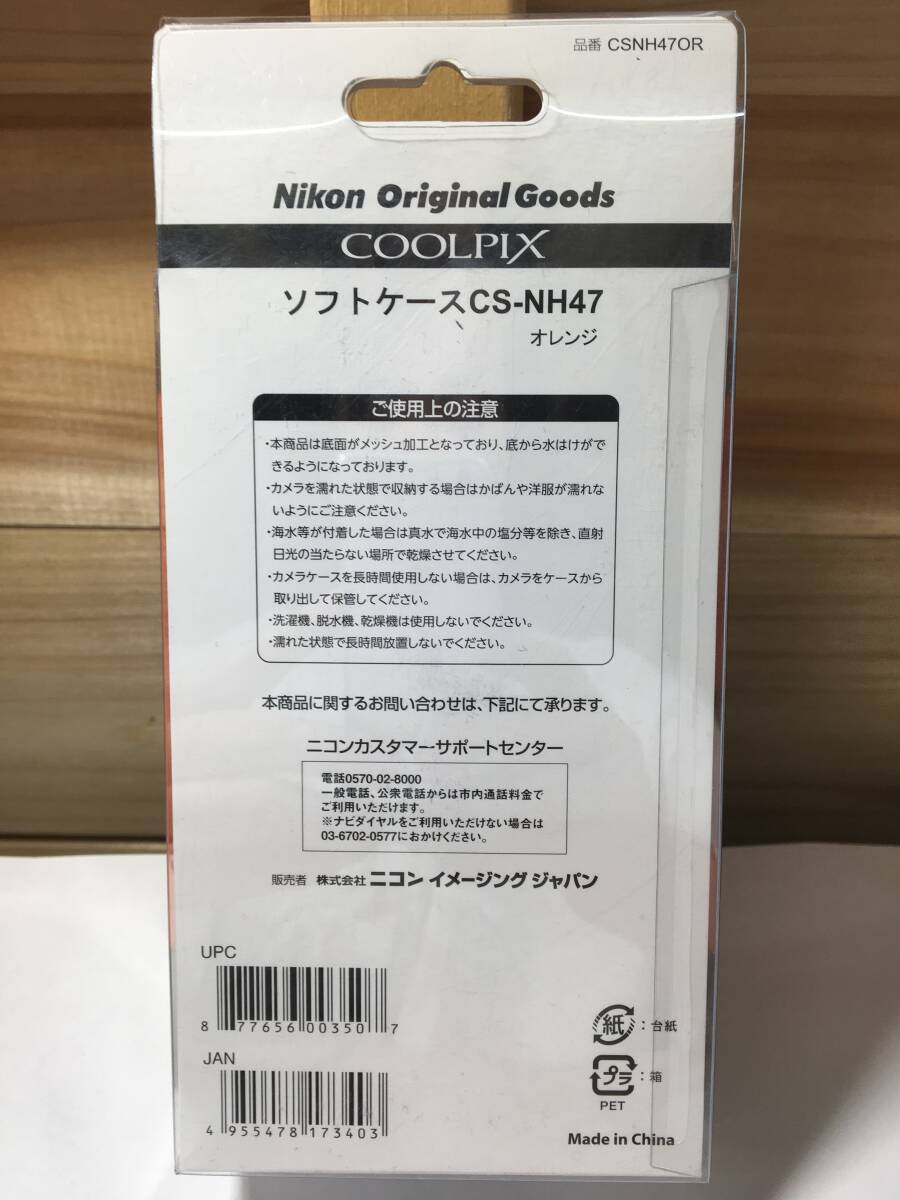 品番 CSNH47OR
Nikon Original Goods
COOLPIX
ソフトケースCS-NH47
オレンジ
ご使用上の注意
・本商品は底面がメッシュ加工となっており、底から水はけがで
きるようになっております。
・カメラを濡れた状態で収納する場合はかばんや洋服が濡れな
いようにご注意ください。
・海水等が付着した場合は真水で海水中の塩分等を除き、直射
日光の当たらない場所で乾燥させてください。
・カメラケースを長時間使用しない場合は、カメラをケースから
取り出して保管してください。
・洗濯機、脱水機、乾燥機は使用しないでください。
・濡れた状態で長時間放置しないでください。
本商品に関するお問い合わせは、下記にて承ります。
ニコンカスタマーサポートセンター
電話0570-02-8000
一般電話、公衆電話からは市内通話料金で
ご利用いただけます。
※ナビダイヤルをご利用いただけない場合は
03-6702-0577におかけください。
販売者 株式会社 ニコン イメージング ジャパン
UPC
8 77656 00350 7
JAN
4 955478 173403
紙 : 台紙
プラ : 箱
PET
Made in China